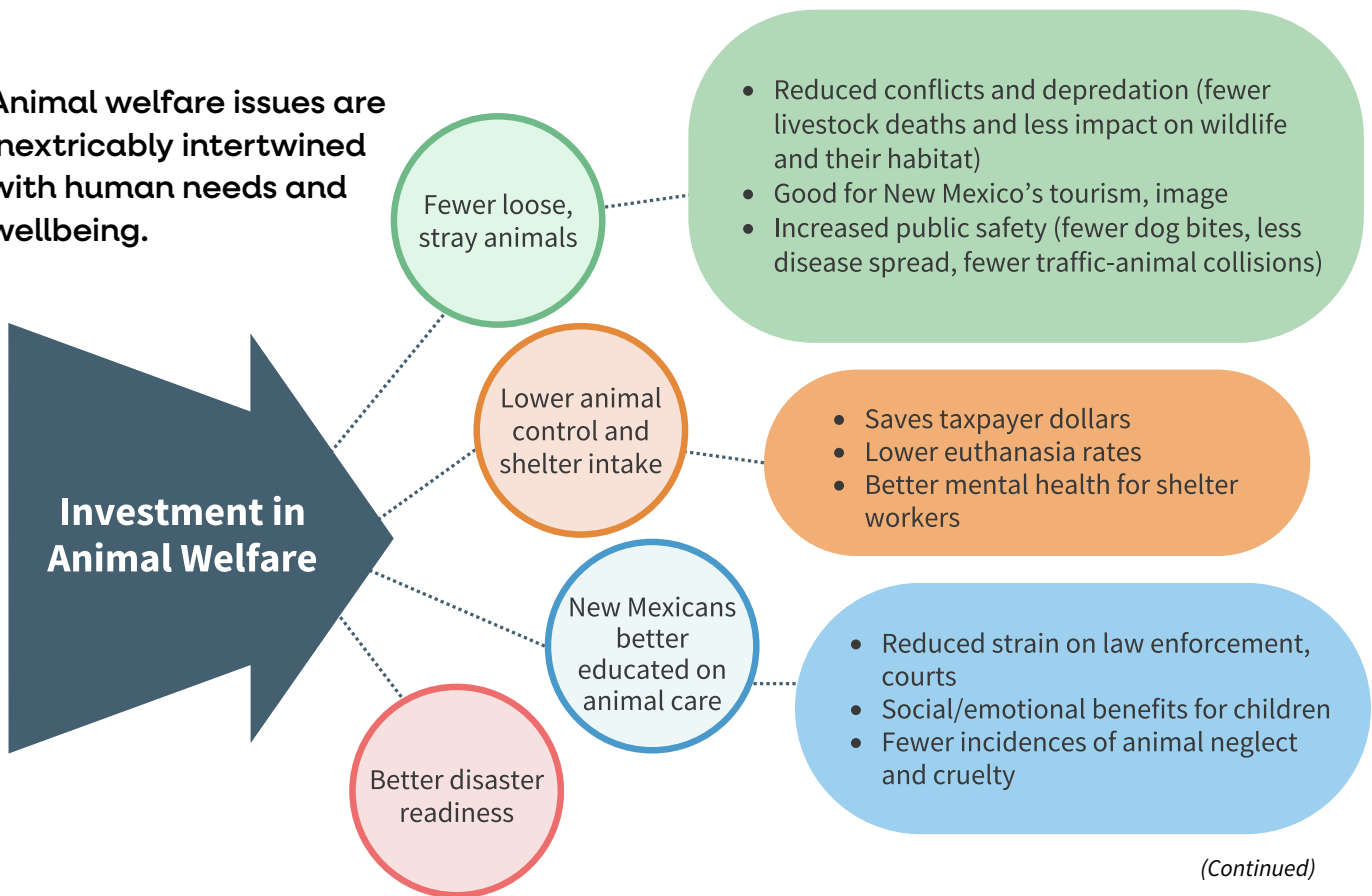 Animal welfare issues are
inextricably intertwined
with human needs and
wellbeing.
Investment in
Animal Welfare
Fewer loose,
stray animals
• Reduced conflicts and depredation (fewer
livestock deaths and less impact on wildlife
and their habitat)
• Good for New Mexico’s tourism, image
• Increased public safety (fewer dog bites, less
disease spread, fewer traffic-animal collisions)
Lower animal
control and
shelter intake
• Saves taxpayer dollars
• Lower euthanasia rates
• Better mental health for shelter
workers
New Mexicans
better
educated on
animal care
• Reduced strain on law enforcement,
courts
• Social/emotional benefits for children
• Fewer incidences of animal neglect
and cruelty
Better disaster
readiness
(Continued)